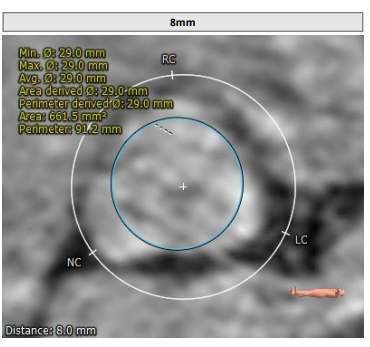 8mm
Min. Ø: 29.0 mm
Max. Ø: 29.0 mm
Avg. Ø: 29.0 mm
Area derived Ø: 29.0 mm
Perimeter derived Ø: 29.0 mm
Area: 661.5 mm²
Perimeter: 91.2 mm
RC
LC
NC
Distance: 8.0 mm